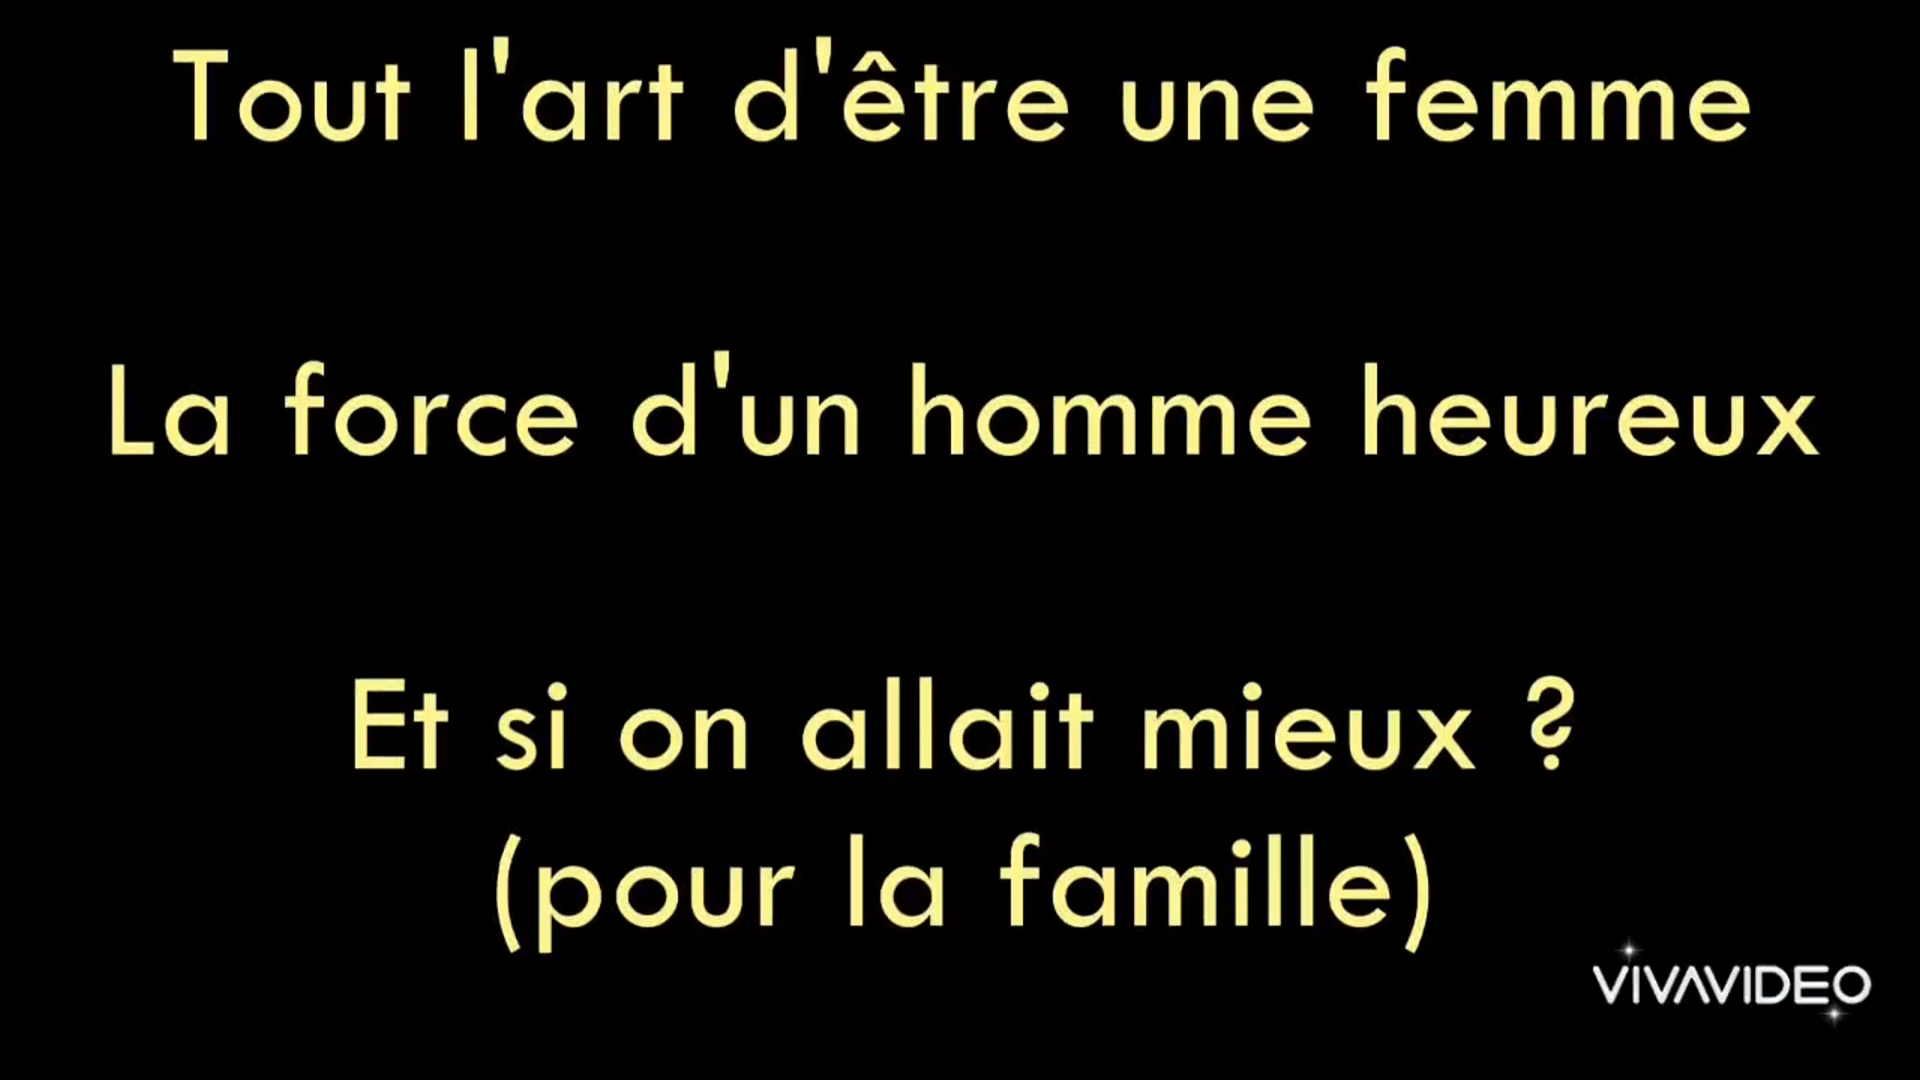 Tout l'art d'être une femme
La force d'un homme heureux
Et si on allait mieux ?
(pour la famille)
VIVAVIDEO